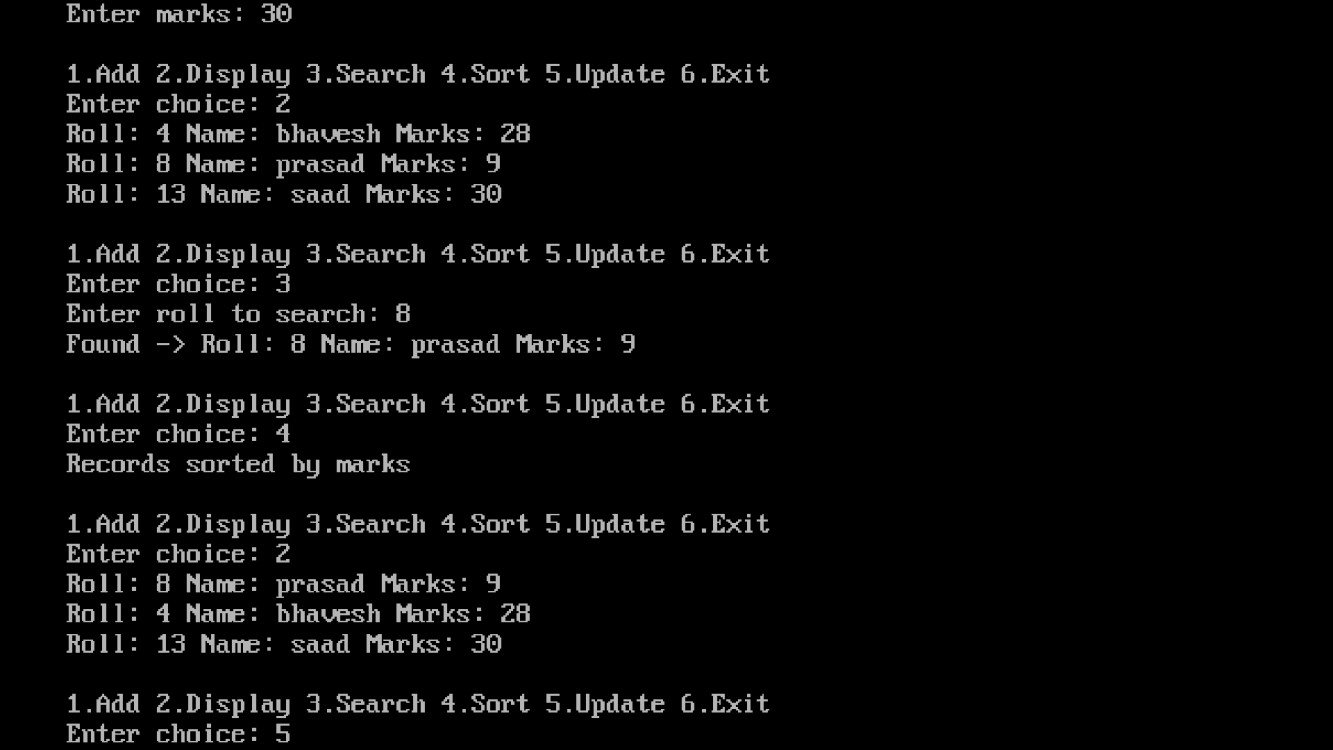 Enter marks: 30
1.Add 2.Display 3.Search 4.Sort 5.Update 6.Exit
Enter choice: 2
Roll: 4 Name: bhavesh Marks: 28
Roll: 8 Name: prasad Marks: 9
Roll: 13 Name: saad Marks: 30
1.Add 2.Display 3.Search 4.Sort 5.Update 6.Exit
Enter choice: 3
Enter roll to search: 8
Found -> Roll: 8 Name: prasad Marks: 9
1.Add 2.Display 3.Search 4.Sort 5.Update 6.Exit
Enter choice: 4
Records sorted by marks
1.Add 2.Display 3.Search 4.Sort 5.Update 6.Exit
Enter choice: 2
Roll: 8 Name: prasad Marks: 9
Roll: 4 Name: bhavesh Marks: 28
Roll: 13 Name: saad Marks: 30
1.Add 2.Display 3.Search 4.Sort 5.Update 6.Exit
Enter choice: 5